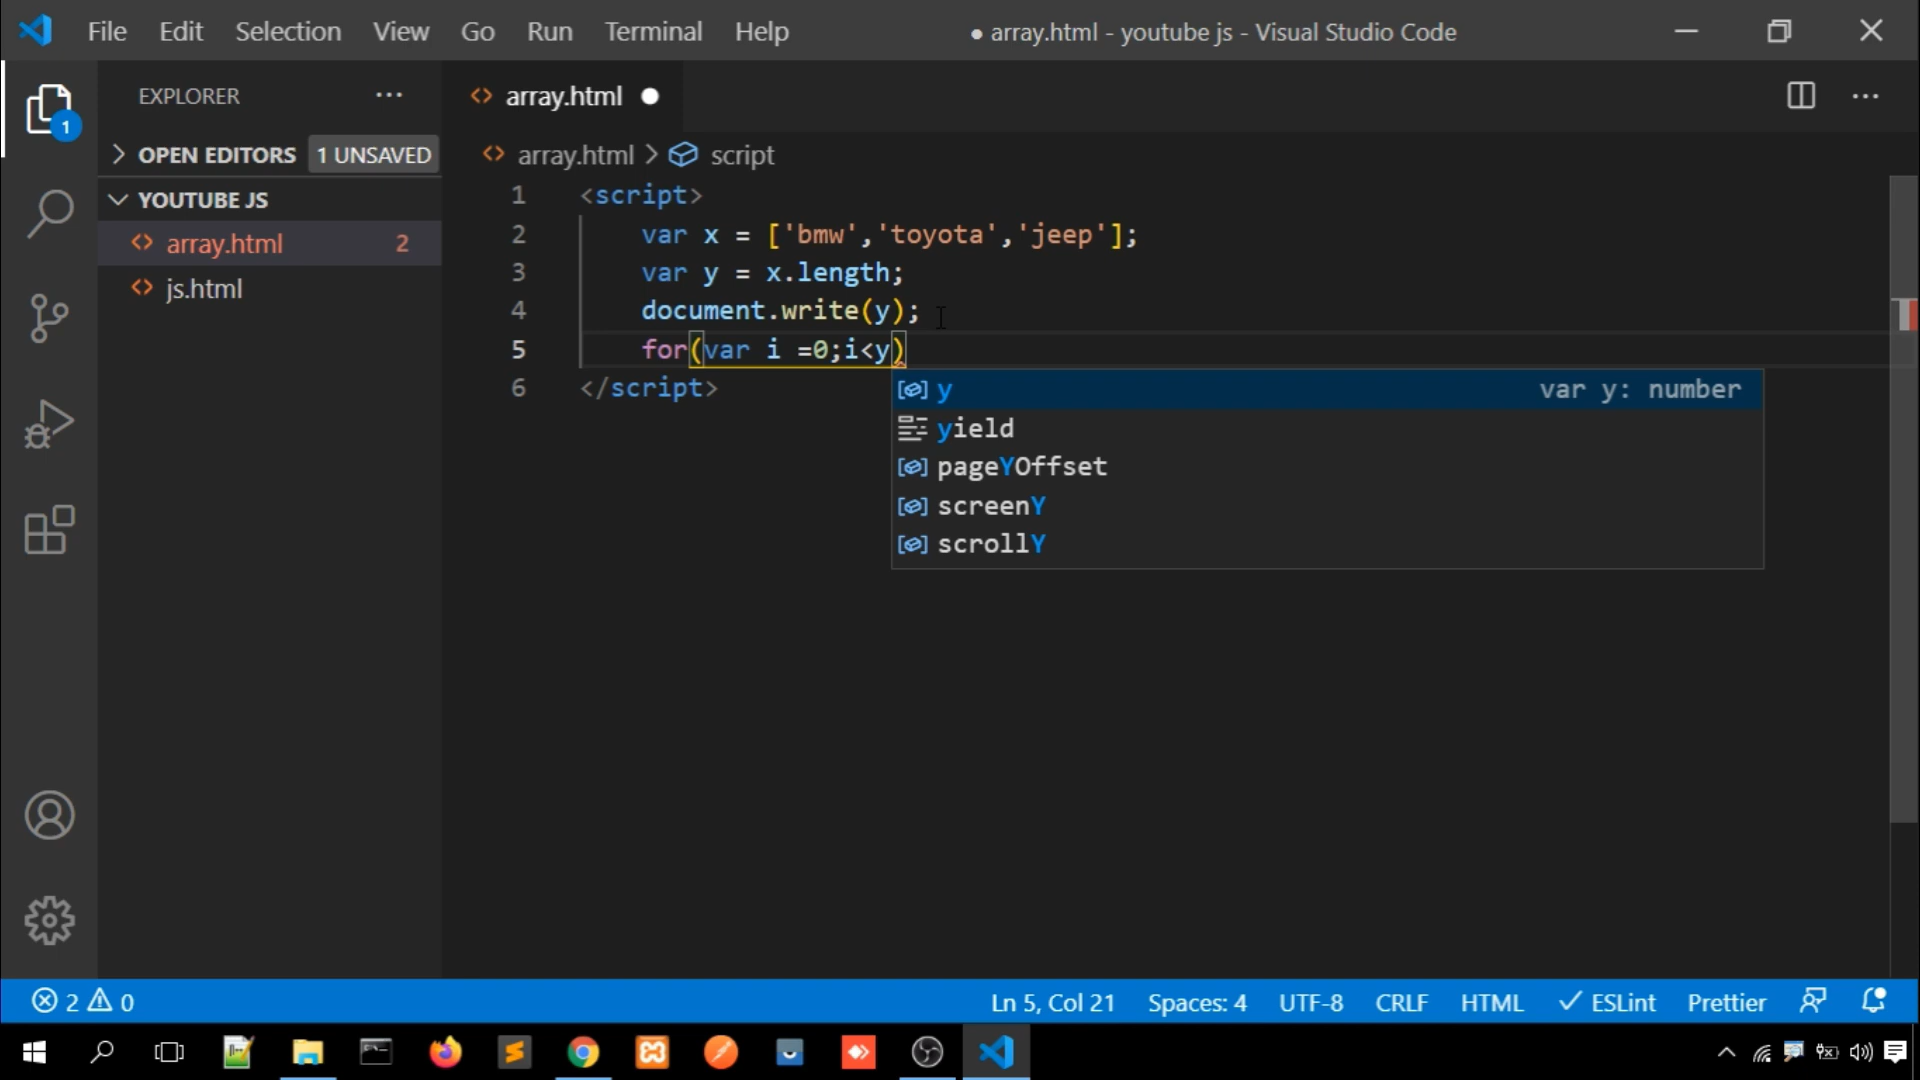 File Edit Selection View Go Run Terminal Help ● array.html - youtube js - Visual Studio Code
EXPLORER ··· <> array.html ●
1
OPEN EDITORS 1 UNSAVED
<> array.html > script
YOUTUBE JS
<> array.html 2
<> js.html
1 <script>
2 var x = ['bmw','toyota','jeep'];
3 var y = x.length;
4 document.write(y);
5 for(var i =0;i<y)
6 </script>
y var y: number
yield
pageYOffset
screenY
scrollY
2 0 Ln 5, Col 21 Spaces: 4 UTF-8 CRLF HTML ✓ ESLint Prettier